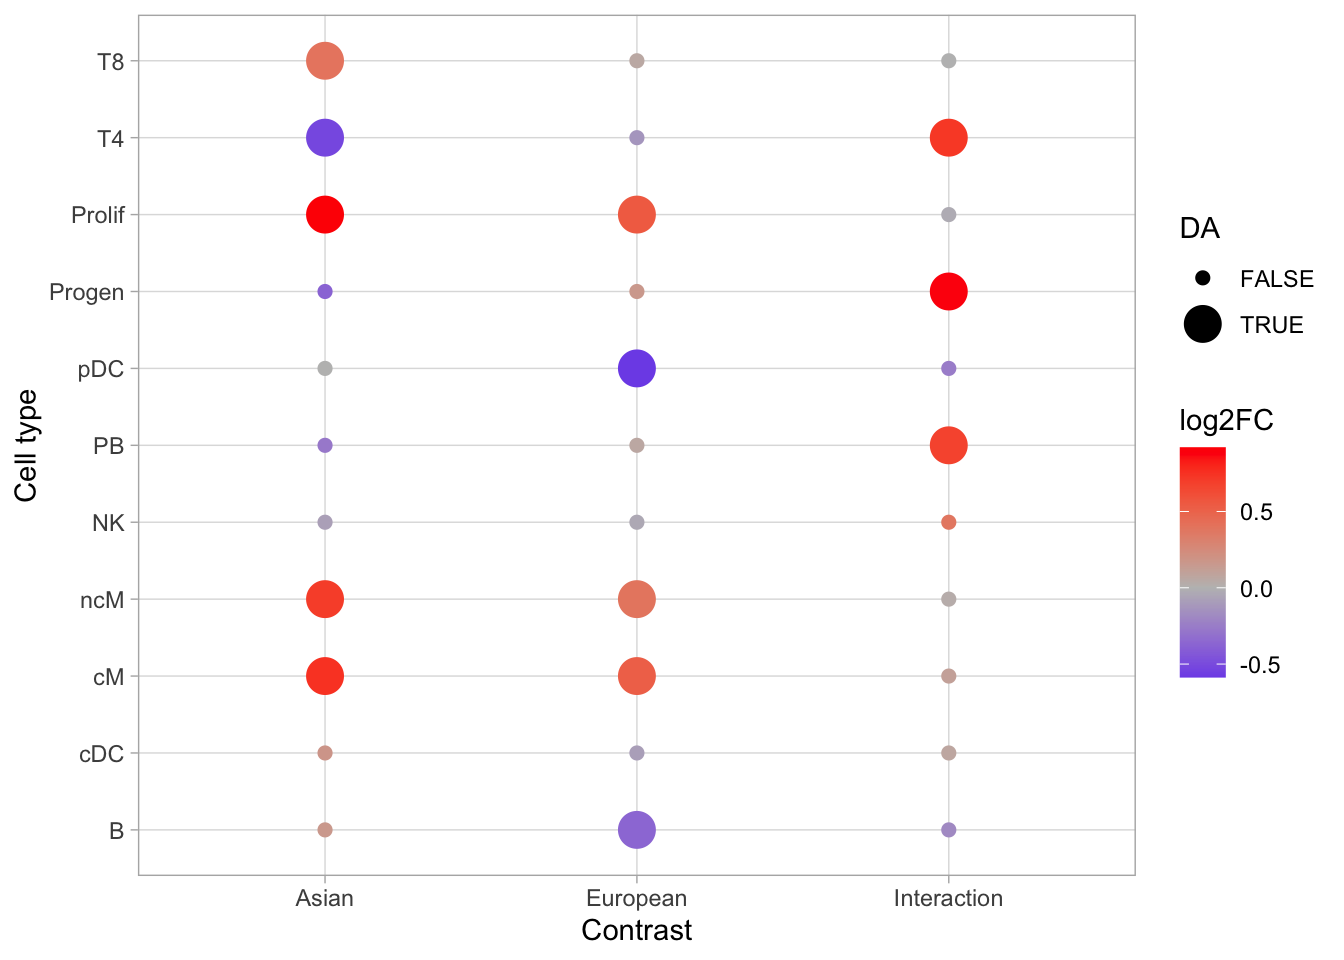 T8
T4
Prolif
Progen
pDC
PB
NK
ncM
cM
cDC
B
Cell type
Asian European Interaction
Contrast
DA
FALSE
TRUE
log2FC
0.5
0.0
-0.5